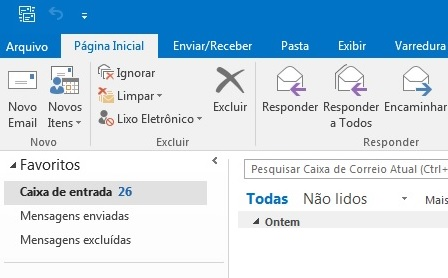 Arquivo Página Inicial Enviar/Receber Pasta Exibir Varredura
Novo Email
Novos Itens
Ignorar
Limpar
Lixo Eletrônico
Excluir
Responder
Responder a Todos
Encaminhar
Novo Excluir Responder
Favoritos
Caixa de entrada 26
Mensagens enviadas
Mensagens excluídas
Pesquisar Caixa de Correio Atual (Ctrl+
Todas Não lidos Mais
Ontem